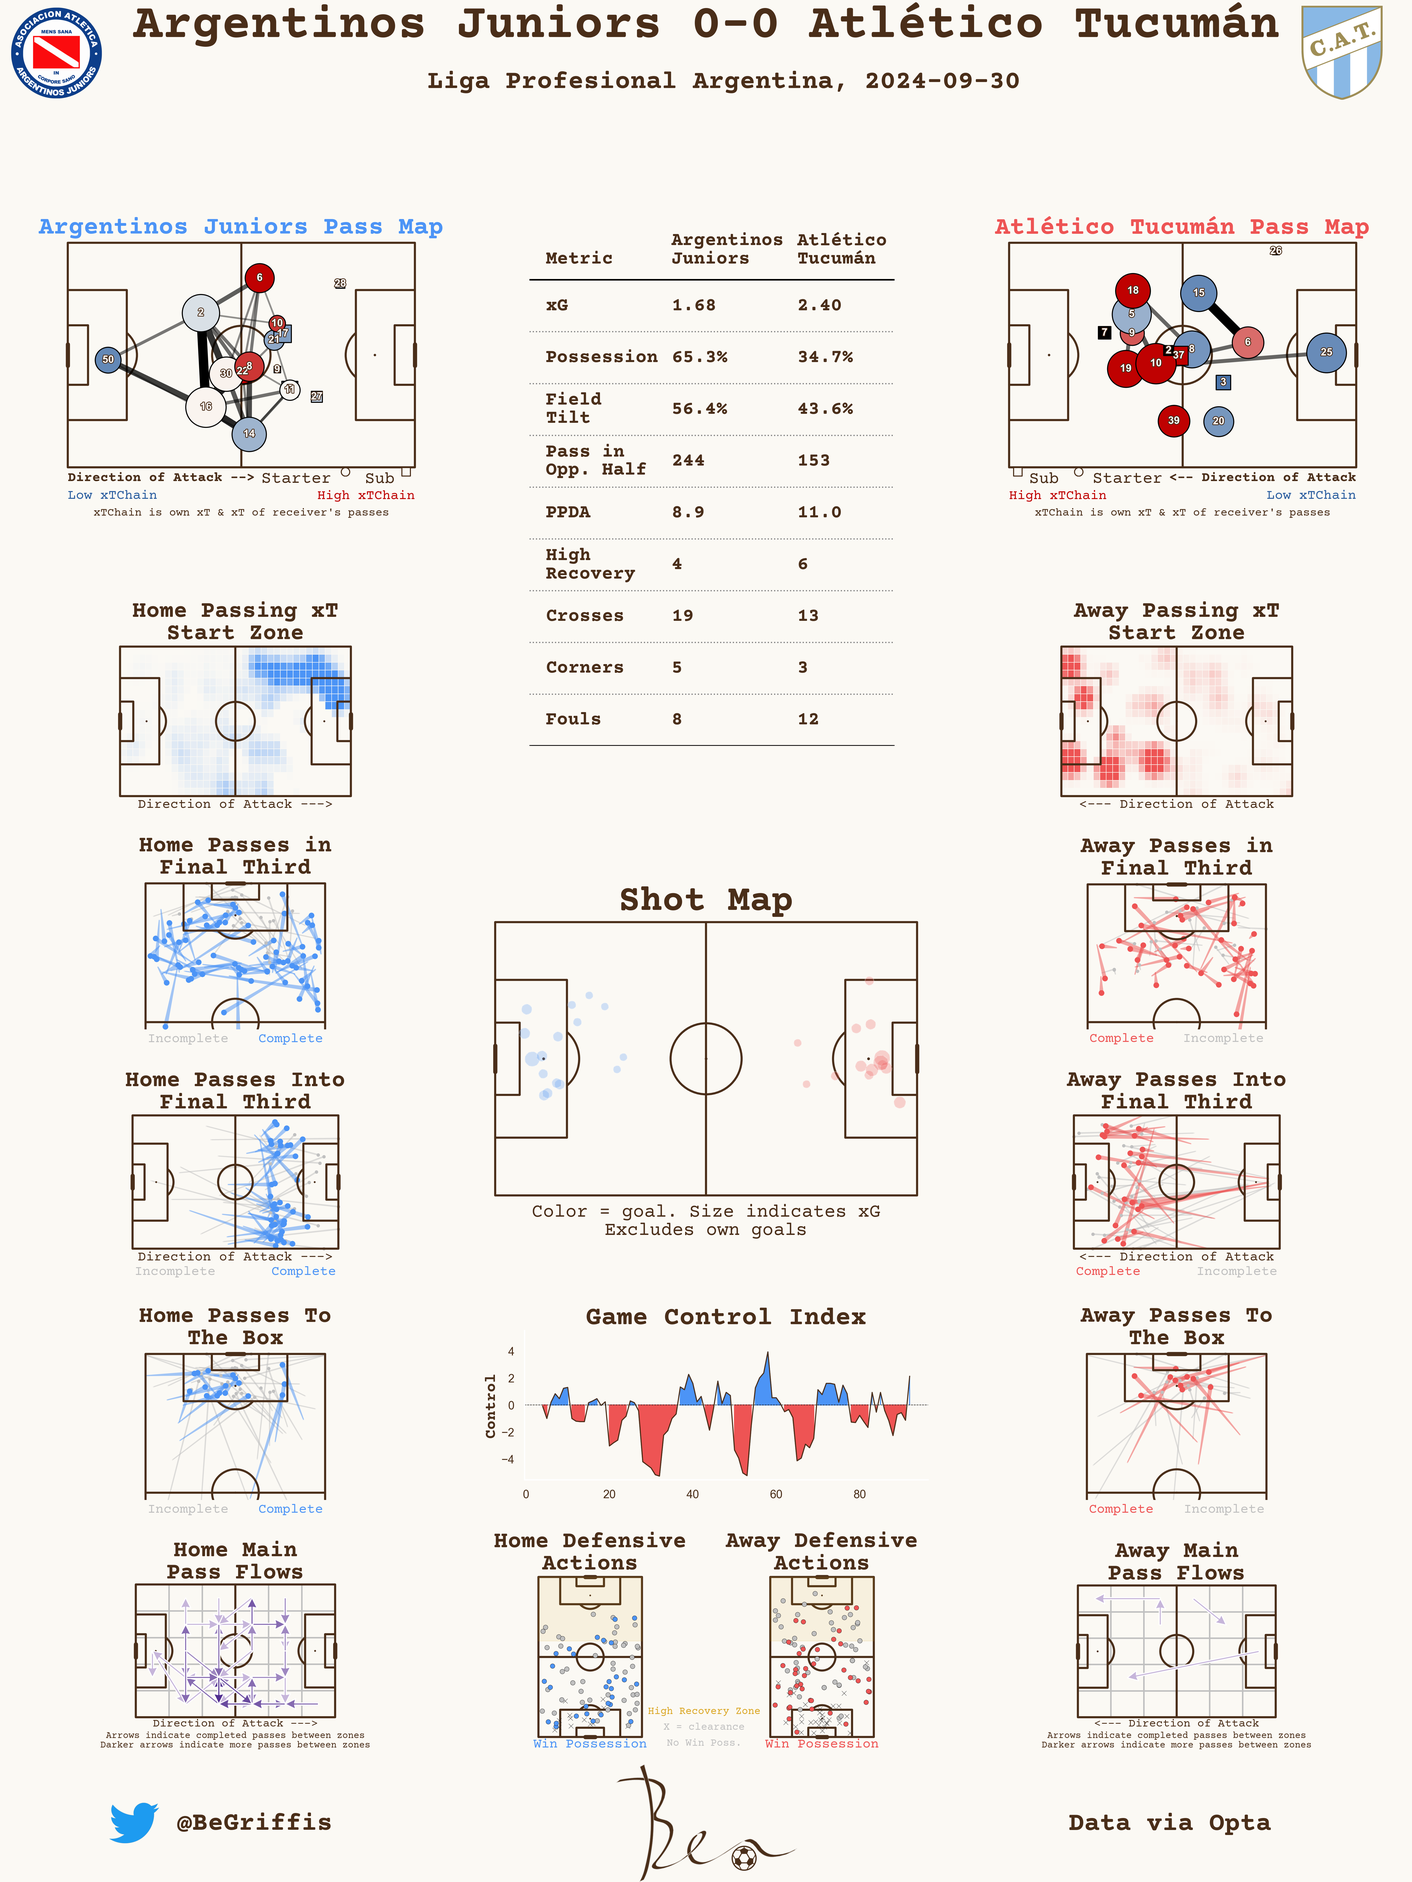 Argentinos Juniors 0-0 Atlético Tucumán
Liga Profesional Argentina, 2024-09-30
ASOCIACION ATLETICA
MENS SANA
IN
CORPORE SANO
ARGENTINOS JUNIORS
C.A.T.
Argentinos Juniors Pass Map
50
2
6
28
10
17
21
8
22
30
9
11
27
16
14
Direction of Attack --> Starter Sub
Low xTChain High xTChain
xTChain is own xT & xT of receiver's passes
Metric Argentinos Juniors Atlético Tucumán
xG 1.68 2.40
Possession 65.3% 34.7%
Field Tilt 56.4% 43.6%
Pass in Opp. Half 244 153
PPDA 8.9 11.0
High Recovery 4 6
Crosses 19 13
Corners 5 3
Fouls 8 12
Atlético Tucumán Pass Map
26
18
15
5
7
9
6
8
2
37
25
19
10
3
39
20
Sub Starter <-- Direction of Attack
High xTChain Low xTChain
xTChain is own xT & xT of receiver's passes
Home Passing xT
Start Zone
Direction of Attack --->
Away Passing xT
Start Zone
<--- Direction of Attack
Home Passes in
Final Third
Incomplete Complete
Away Passes in
Final Third
Complete Incomplete
Shot Map
Color = goal. Size indicates xG
Excludes own goals
Home Passes Into
Final Third
Direction of Attack --->
Incomplete Complete
Away Passes Into
Final Third
<--- Direction of Attack
Complete Incomplete
Home Passes To
The Box
Incomplete Complete
Game Control Index
Control
4
2
0
−2
−4
0 20 40 60 80
Away Passes To
The Box
Complete Incomplete
Home Main
Pass Flows
Direction of Attack --->
Arrows indicate completed passes between zones
Darker arrows indicate more passes between zones
Home Defensive
Actions
Win Possession
High Recovery Zone
X = clearance
No Win Poss.
Away Defensive
Actions
Win Possession
Away Main
Pass Flows
<--- Direction of Attack
Arrows indicate completed passes between zones
Darker arrows indicate more passes between zones
@BeGriffis
Ben
Data via Opta